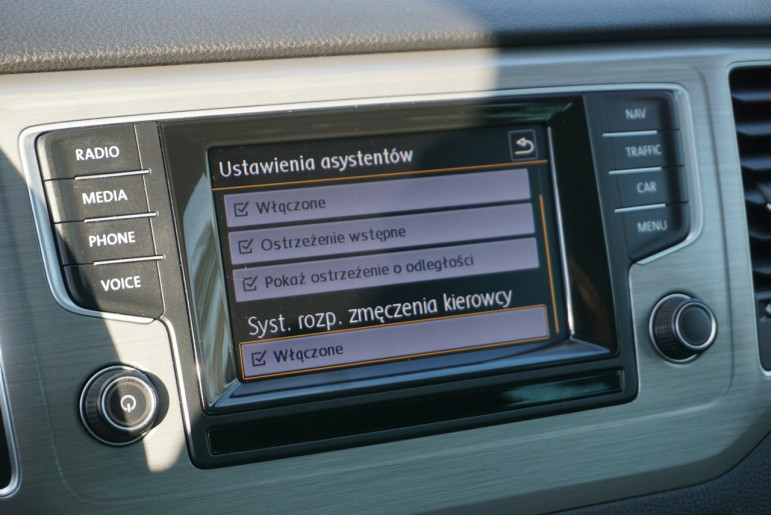 RADIO
MEDIA
PHONE
VOICE
Ustawienia asystentów
Włączone
Ostrzeżenie wstępne
Pokaż ostrzeżenie o odległości
Syst. rozp. zmęczenia kierowcy
Włączone
NAV
TRAFFIC
CAR
MENU